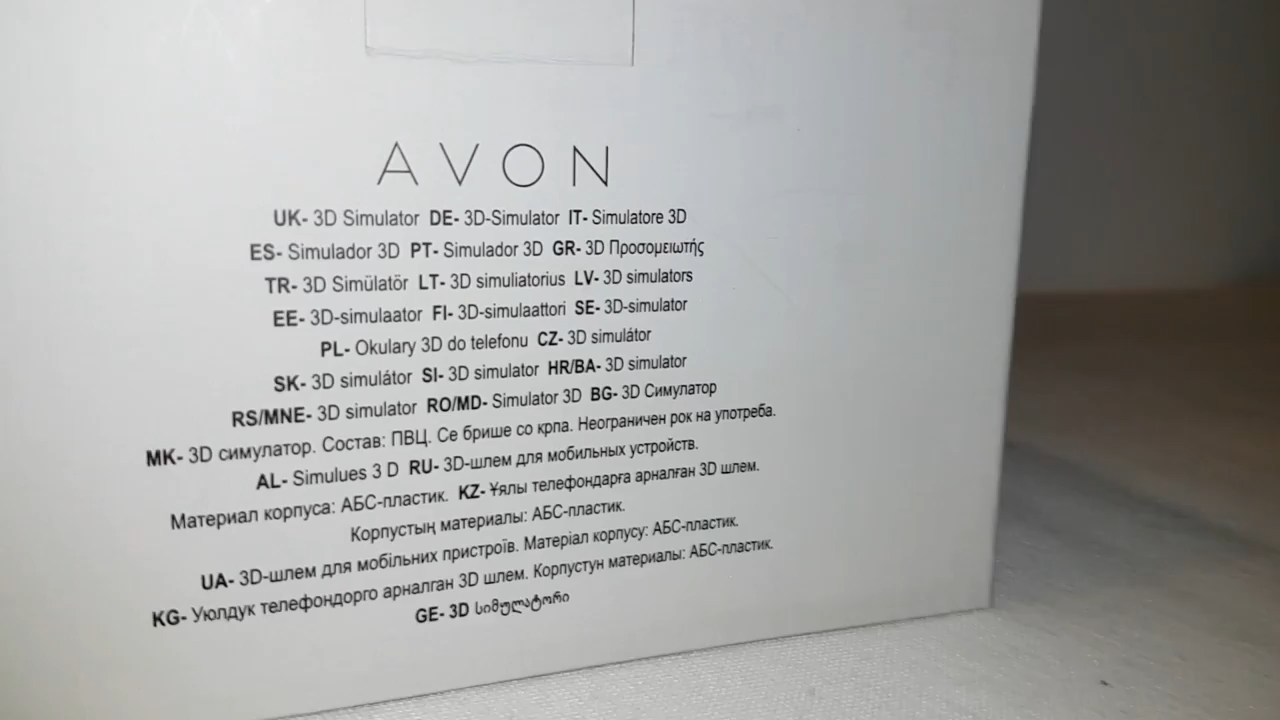 AVON
UK- 3D Simulator DE- 3D-Simulator IT- Simulatore 3D
ES- Simulador 3D PT- Simulador 3D GR- 3D Προσομειωτής
TR- 3D Simülatör LT- 3D simuliatorius LV- 3D simulators
EE- 3D-simulaator FI- 3D-simulaattori SE- 3D-simulator
PL- Okulary 3D do telefonu CZ- 3D simulátor
SK- 3D simulátor SI- 3D simulator HR/BA- 3D simulator
RS/MNE- 3D simulator RO/MD- Simulator 3D BG- 3D Симулатор
MK- 3D симулатор. Состав: ПВЦ. Се брише со крпа. Неограничен рок на употреба.
AL- Simulues 3 D RU- 3D-шлем для мобильных устройств.
Материал корпуса: АБС-пластик. KZ- Ұялы телефондарға арналған 3D шлем.
Корпустың материалы: АБС-пластик.
UA- 3D-шлем для мобільних пристроїв. Матеріал корпусу: АБС-пластик.
KG- Уюлдук телефондорго арналган 3D шлем. Корпустун материалы: АБС-пластик.
GE- 3D სიმულატორი